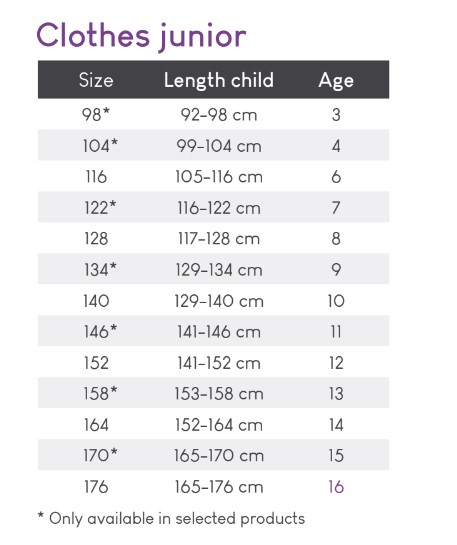 Clothes junior
Size Length child Age
98* 92-98 cm 3
104* 99-104 cm 4
116 105-116 cm 6
122* 116-122 cm 7
128 117-128 cm 8
134* 129-134 cm 9
140 129-140 cm 10
146* 141-146 cm 11
152 141-152 cm 12
158* 153-158 cm 13
164 152-164 cm 14
170* 165-170 cm 15
176 165-176 cm 16
* Only available in selected products